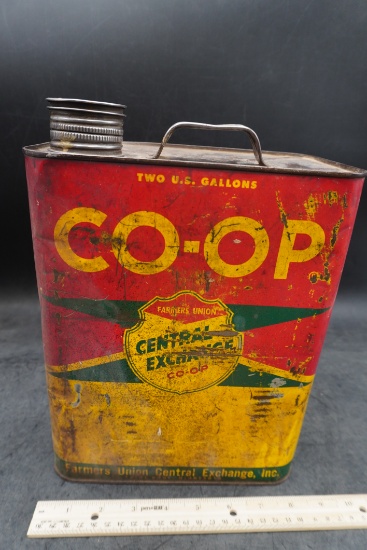 TWO U.S. GALLONS
CO-OP
FARMERS UNION
CENTRAL
EXCHANGE
CO-OP
Farmers Union Central Exchange, Inc.